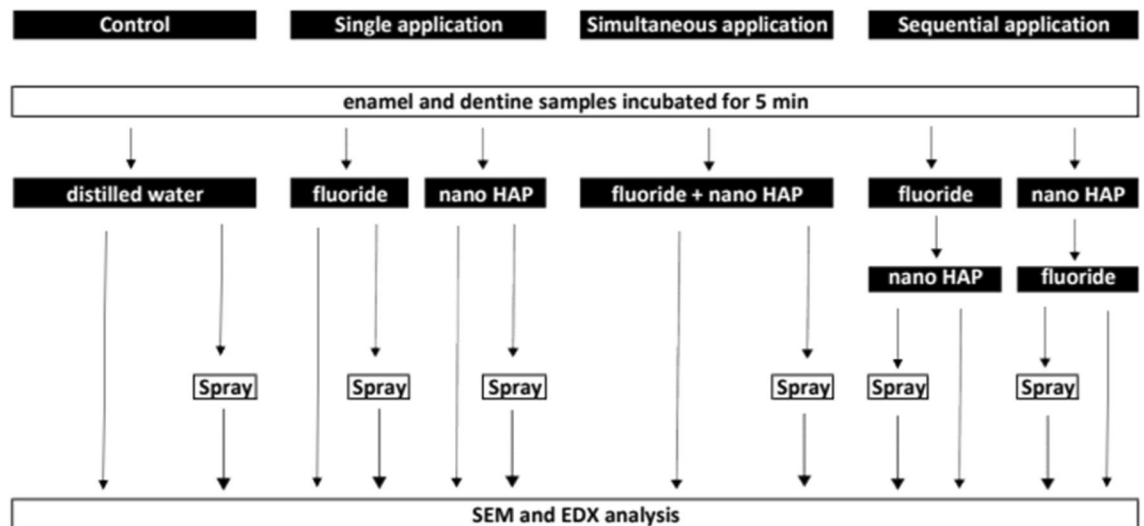 Control Single application Simultaneous application Sequential application
enamel and dentine samples incubated for 5 min
distilled water fluoride nano HAP fluoride + nano HAP fluoride nano HAP
nano HAP fluoride
Spray Spray Spray Spray Spray Spray
SEM and EDX analysis